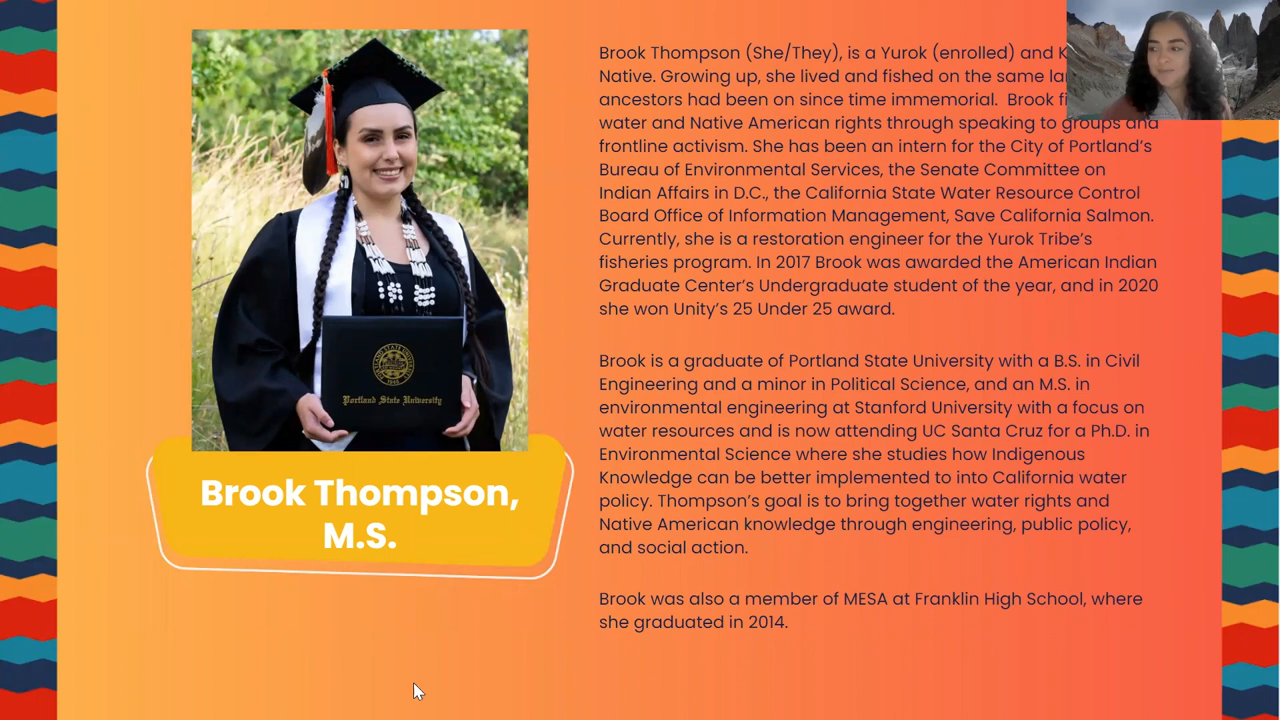 Brook Thompson (She/They), is a Yurok (enrolled) and
Native. Growing up, she lived and fished on the same
ancestors had been on since time immemorial. Brook
water and Native American rights through speaking to groups and
frontline activism. She has been an intern for the City of Portland's
Bureau of Environmental Services, the Senate Committee on
Indian Affairs in D.C., the California State Water Resource Control
Board Office of Information Management, Save California Salmon.
Currently, she is a restoration engineer for the Yurok Tribe's
fisheries program. In 2017 Brook was awarded the American Indian
Graduate Center's Undergraduate student of the year, and in 2020
she won Unity's 25 Under 25 award.
Brook is a graduate of Portland State University with a B.S. in Civil
Engineering and a minor in Political Science, and an M.S. in
environmental engineering at Stanford University with a focus on
water resources and is now attending UC Santa Cruz for a Ph.D. in
Environmental Science where she studies how Indigenous
Knowledge can be better implemented to into California water
policy. Thompson's goal is to bring together water rights and
Native American knowledge through engineering, public policy,
and social action.
Brook was also a member of MESA at Franklin High School, where
she graduated in 2014.
Portland State University
Brook Thompson,
M.S.